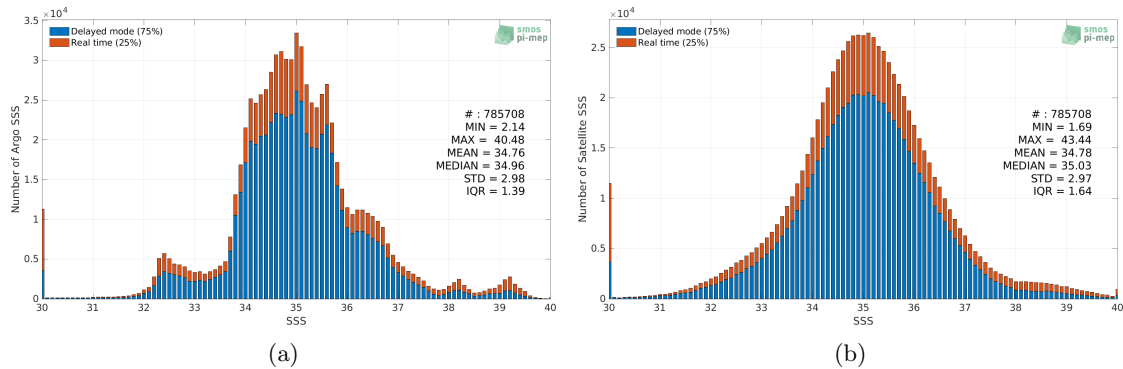 3.5 ×10⁴
Delayed mode (75%)
Real time (25%)
smos
pi-mep
3
2.5
2
1.5
1
0.5
0
Number of Argo SSS
# : 785708
MIN = 2.14
MAX = 40.48
MEAN = 34.76
MEDIAN = 34.96
STD = 2.98
IQR = 1.39
30 31 32 33 34 35 36 37 38 39 40
SSS
(a)
×10⁴
Delayed mode (75%)
Real time (25%)
smos
pi-mep
2.5
2
1.5
1
0.5
0
Number of Satellite SSS
# : 785708
MIN = 1.69
MAX = 43.44
MEAN = 34.78
MEDIAN = 35.03
STD = 2.97
IQR = 1.64
30 31 32 33 34 35 36 37 38 39 40
SSS
(b)